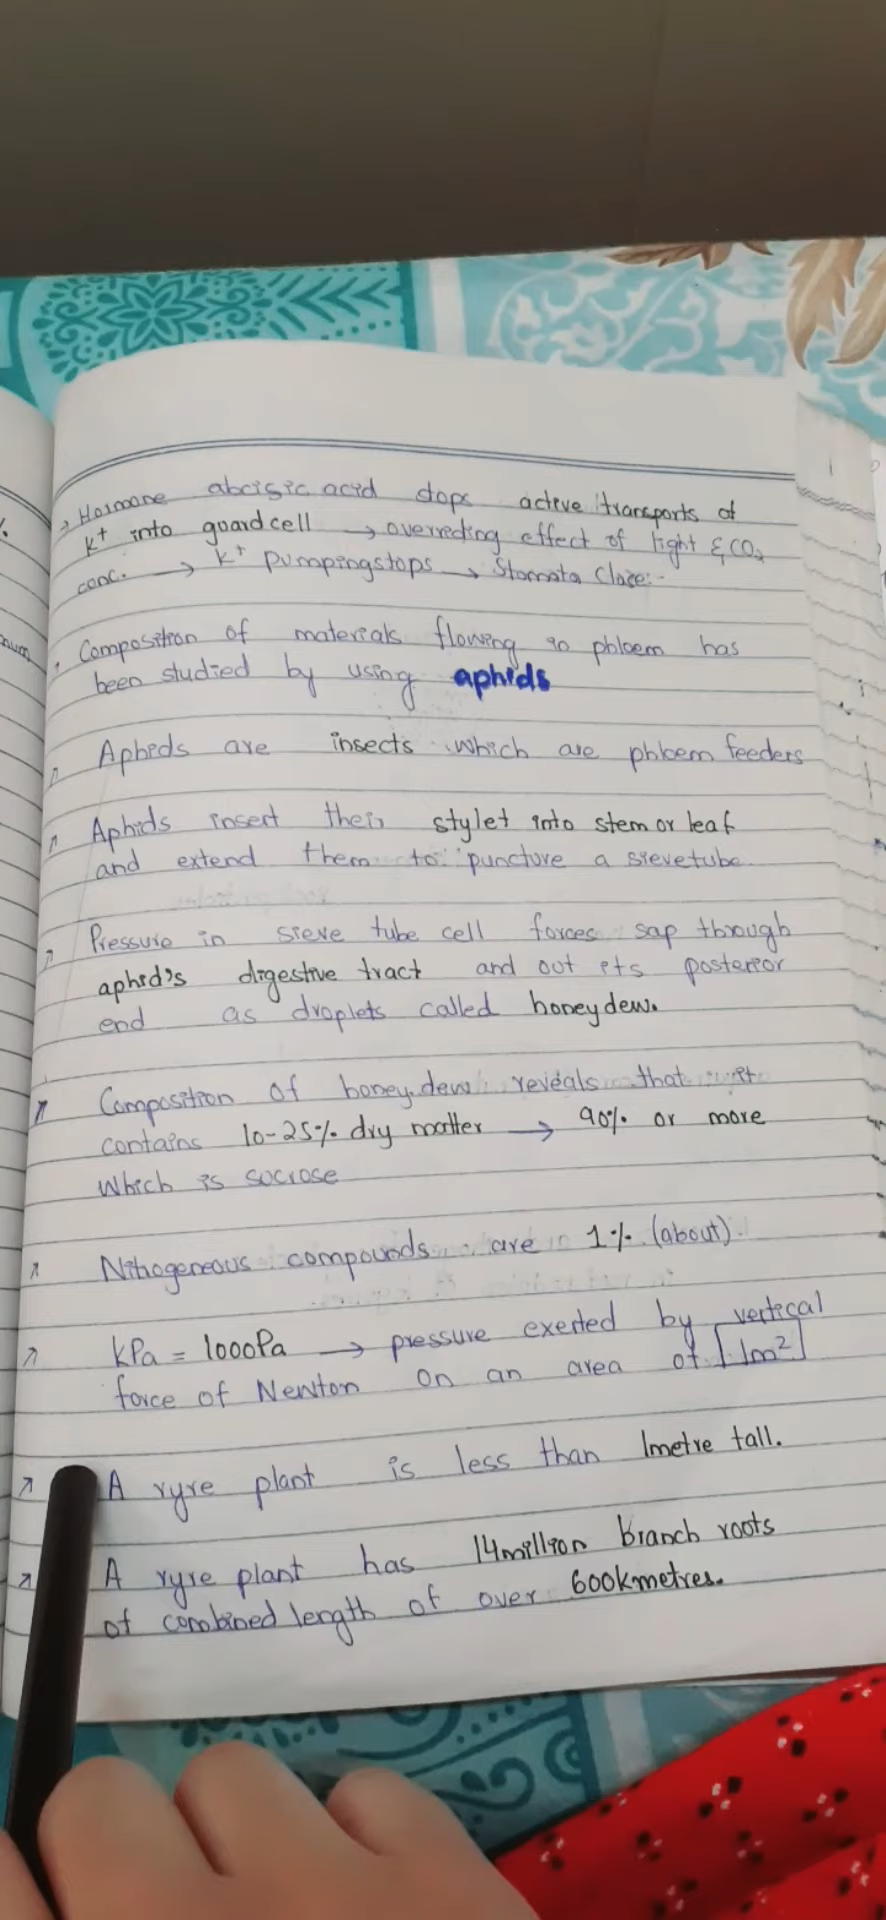 → Hormone abcisic acid stops active transports of
K+ into guard cell → overreding effect of light & CO2
conc. → K+ pumping stops → Stomata Close:-
Composition of materials flowing in phloem has
been studied by using aphids
Aphids are insects which are phloem feeders
Aphids insert their stylet into stem or leaf
and extend them to puncture a sieve tube
Pressure in sieve tube cell forces sap through
aphid's digestive tract and out its posterior
end as droplets called honeydew.
Composition of honey dew reveals that it
contains 10-25% dry matter → 90% or more
Which is sucrose
Nitrogeneous compounds are 1% (about)
kPa = 1000Pa → pressure exerted by vertical
force of Newton on an area of 1m²
A ryre plant is less than 1metre tall.
A ryre plant has 14million branch roots
of combined length of over 600kmetres.